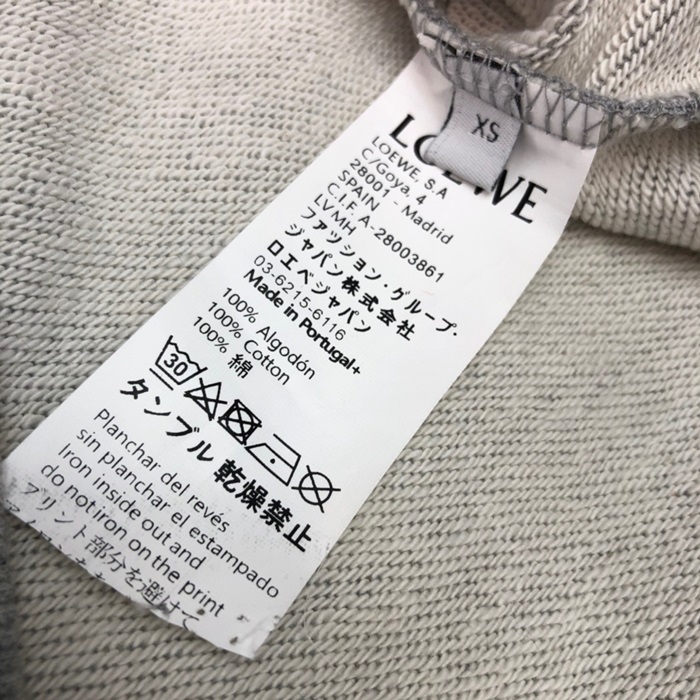 XS
LOEWE
LOEWE, S.A
C/Goya, 4
28001 - Madrid
SPAIN
C.I.F. A-28003861
LVMH
ファッション・グループ・
ジャパン株式会社
ロエベジャパン
03-6215-6116
Made in Portugal+
100% Algodón
100% Cotton
100% 綿
30
タンブル 乾燥禁止
Planchar del revés
sin planchar el estampado
Iron inside out and
do not iron on the print
プリント部分を避けて